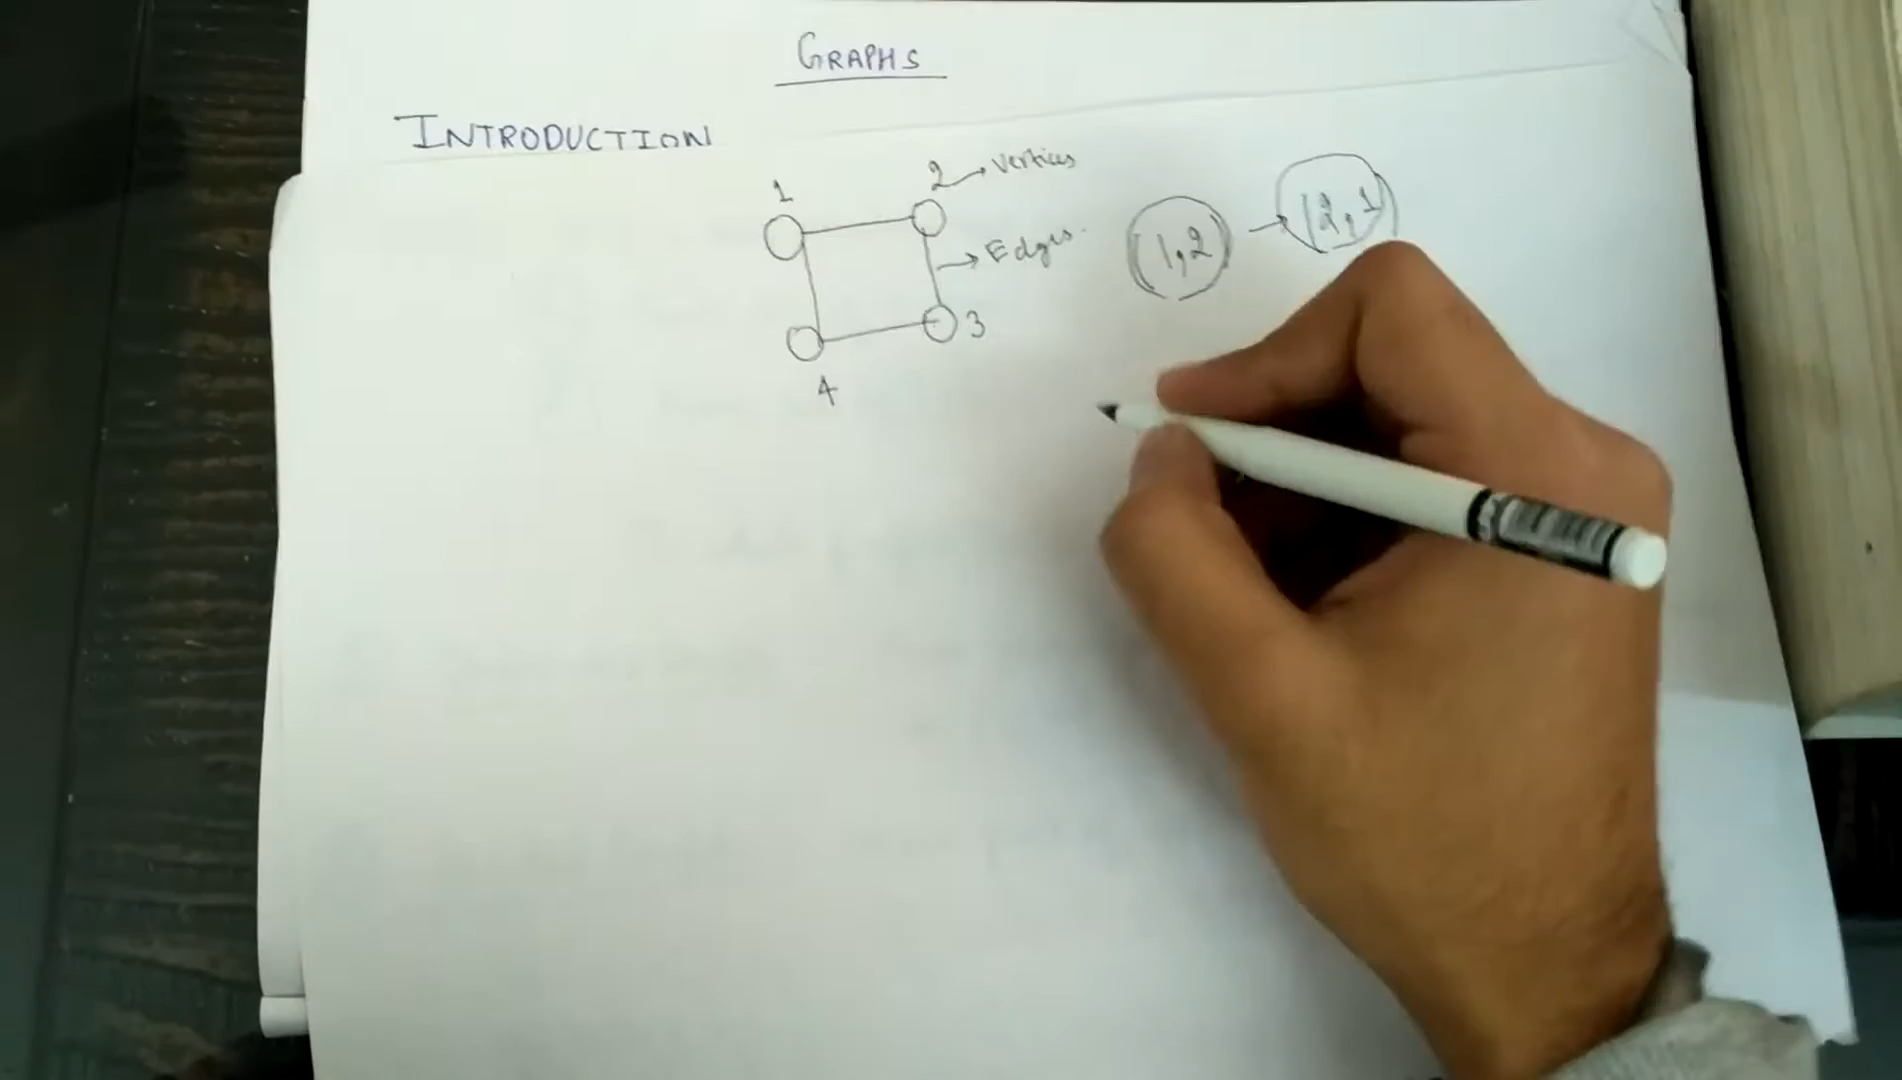 GRAPHS
INTRODUCTION
1
2 → Vertices
→ Edges.
(1,2) → (2,1)
3
4